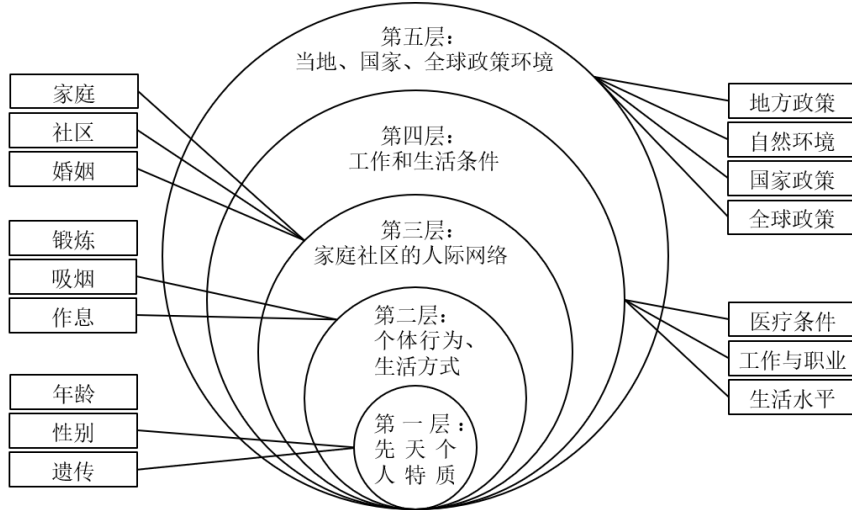 第五层：
当地、国家、全球政策环境
第四层：
工作和生活条件
第三层：
家庭社区的人际网络
第二层：
个体行为、
生活方式
第一层：
先天个
人特质
家庭
社区
婚姻
锻炼
吸烟
作息
年龄
性别
遗传
地方政策
自然环境
国家政策
全球政策
医疗条件
工作与职业
生活水平